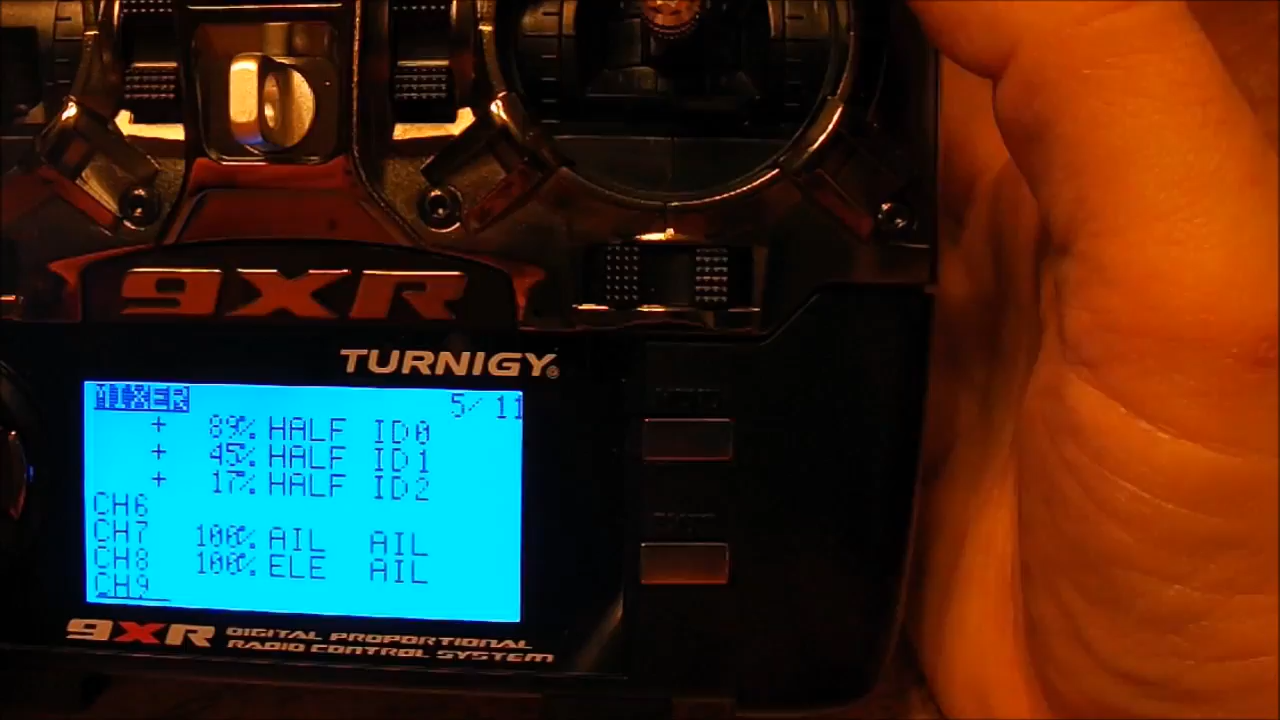 9XR
TURNIGY®
MIXER 5/11
+ 89% HALF ID0
+ 45% HALF ID1
+ 17% HALF ID2
CH6
CH7 100% AIL AIL
CH8 100% ELE AIL
CH9
9XR DIGITAL PROPORTIONAL
RADIO CONTROL SYSTEM